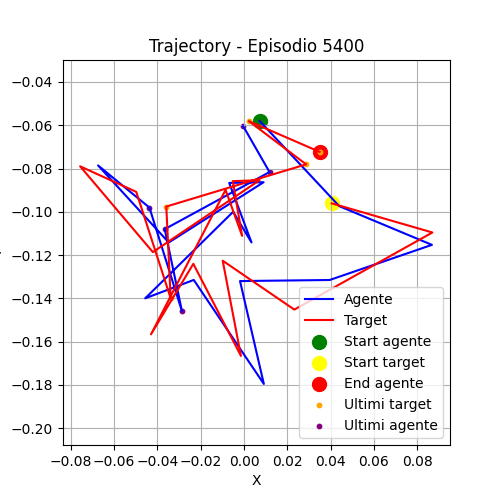 Trajectory - Episodio 5400
−0.04
−0.06
−0.08
−0.10
−0.12
−0.14
−0.16
−0.18
−0.20
Agente
Target
Start agente
Start target
End agente
Ultimi target
Ultimi agente
−0.08 −0.06 −0.04 −0.02 0.00 0.02 0.04 0.06 0.08
X